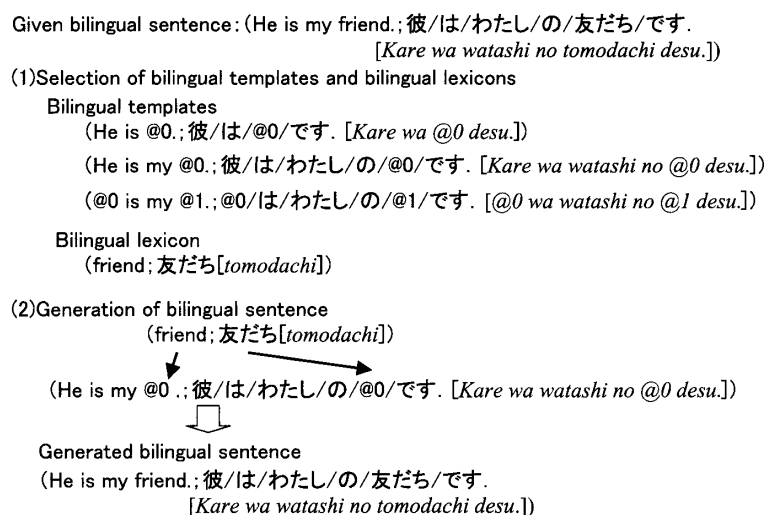 Given bilingual sentence:(He is my friend.;彼/は/わたし/の/友だち/です.
[Kare wa watashi no tomodachi desu.])
(1)Selection of bilingual templates and bilingual lexicons
Bilingual templates
(He is @0.;彼/は/@0/です. [Kare wa @0 desu.])
(He is my @0.;彼/は/わたし/の/@0/です. [Kare wa watashi no @0 desu.])
(@0 is my @1.;@0/は/わたし/の/@1/です. [@0 wa watashi no @1 desu.])
Bilingual lexicon
(friend;友だち[tomodachi])
(2)Generation of bilingual sentence
(friend;友だち[tomodachi])
(He is my @0 .;彼/は/わたし/の/@0/です. [Kare wa watashi no @0 desu.])
Generated bilingual sentence
(He is my friend.;彼/は/わたし/の/友だち/です.
[Kare wa watashi no tomodachi desu.])